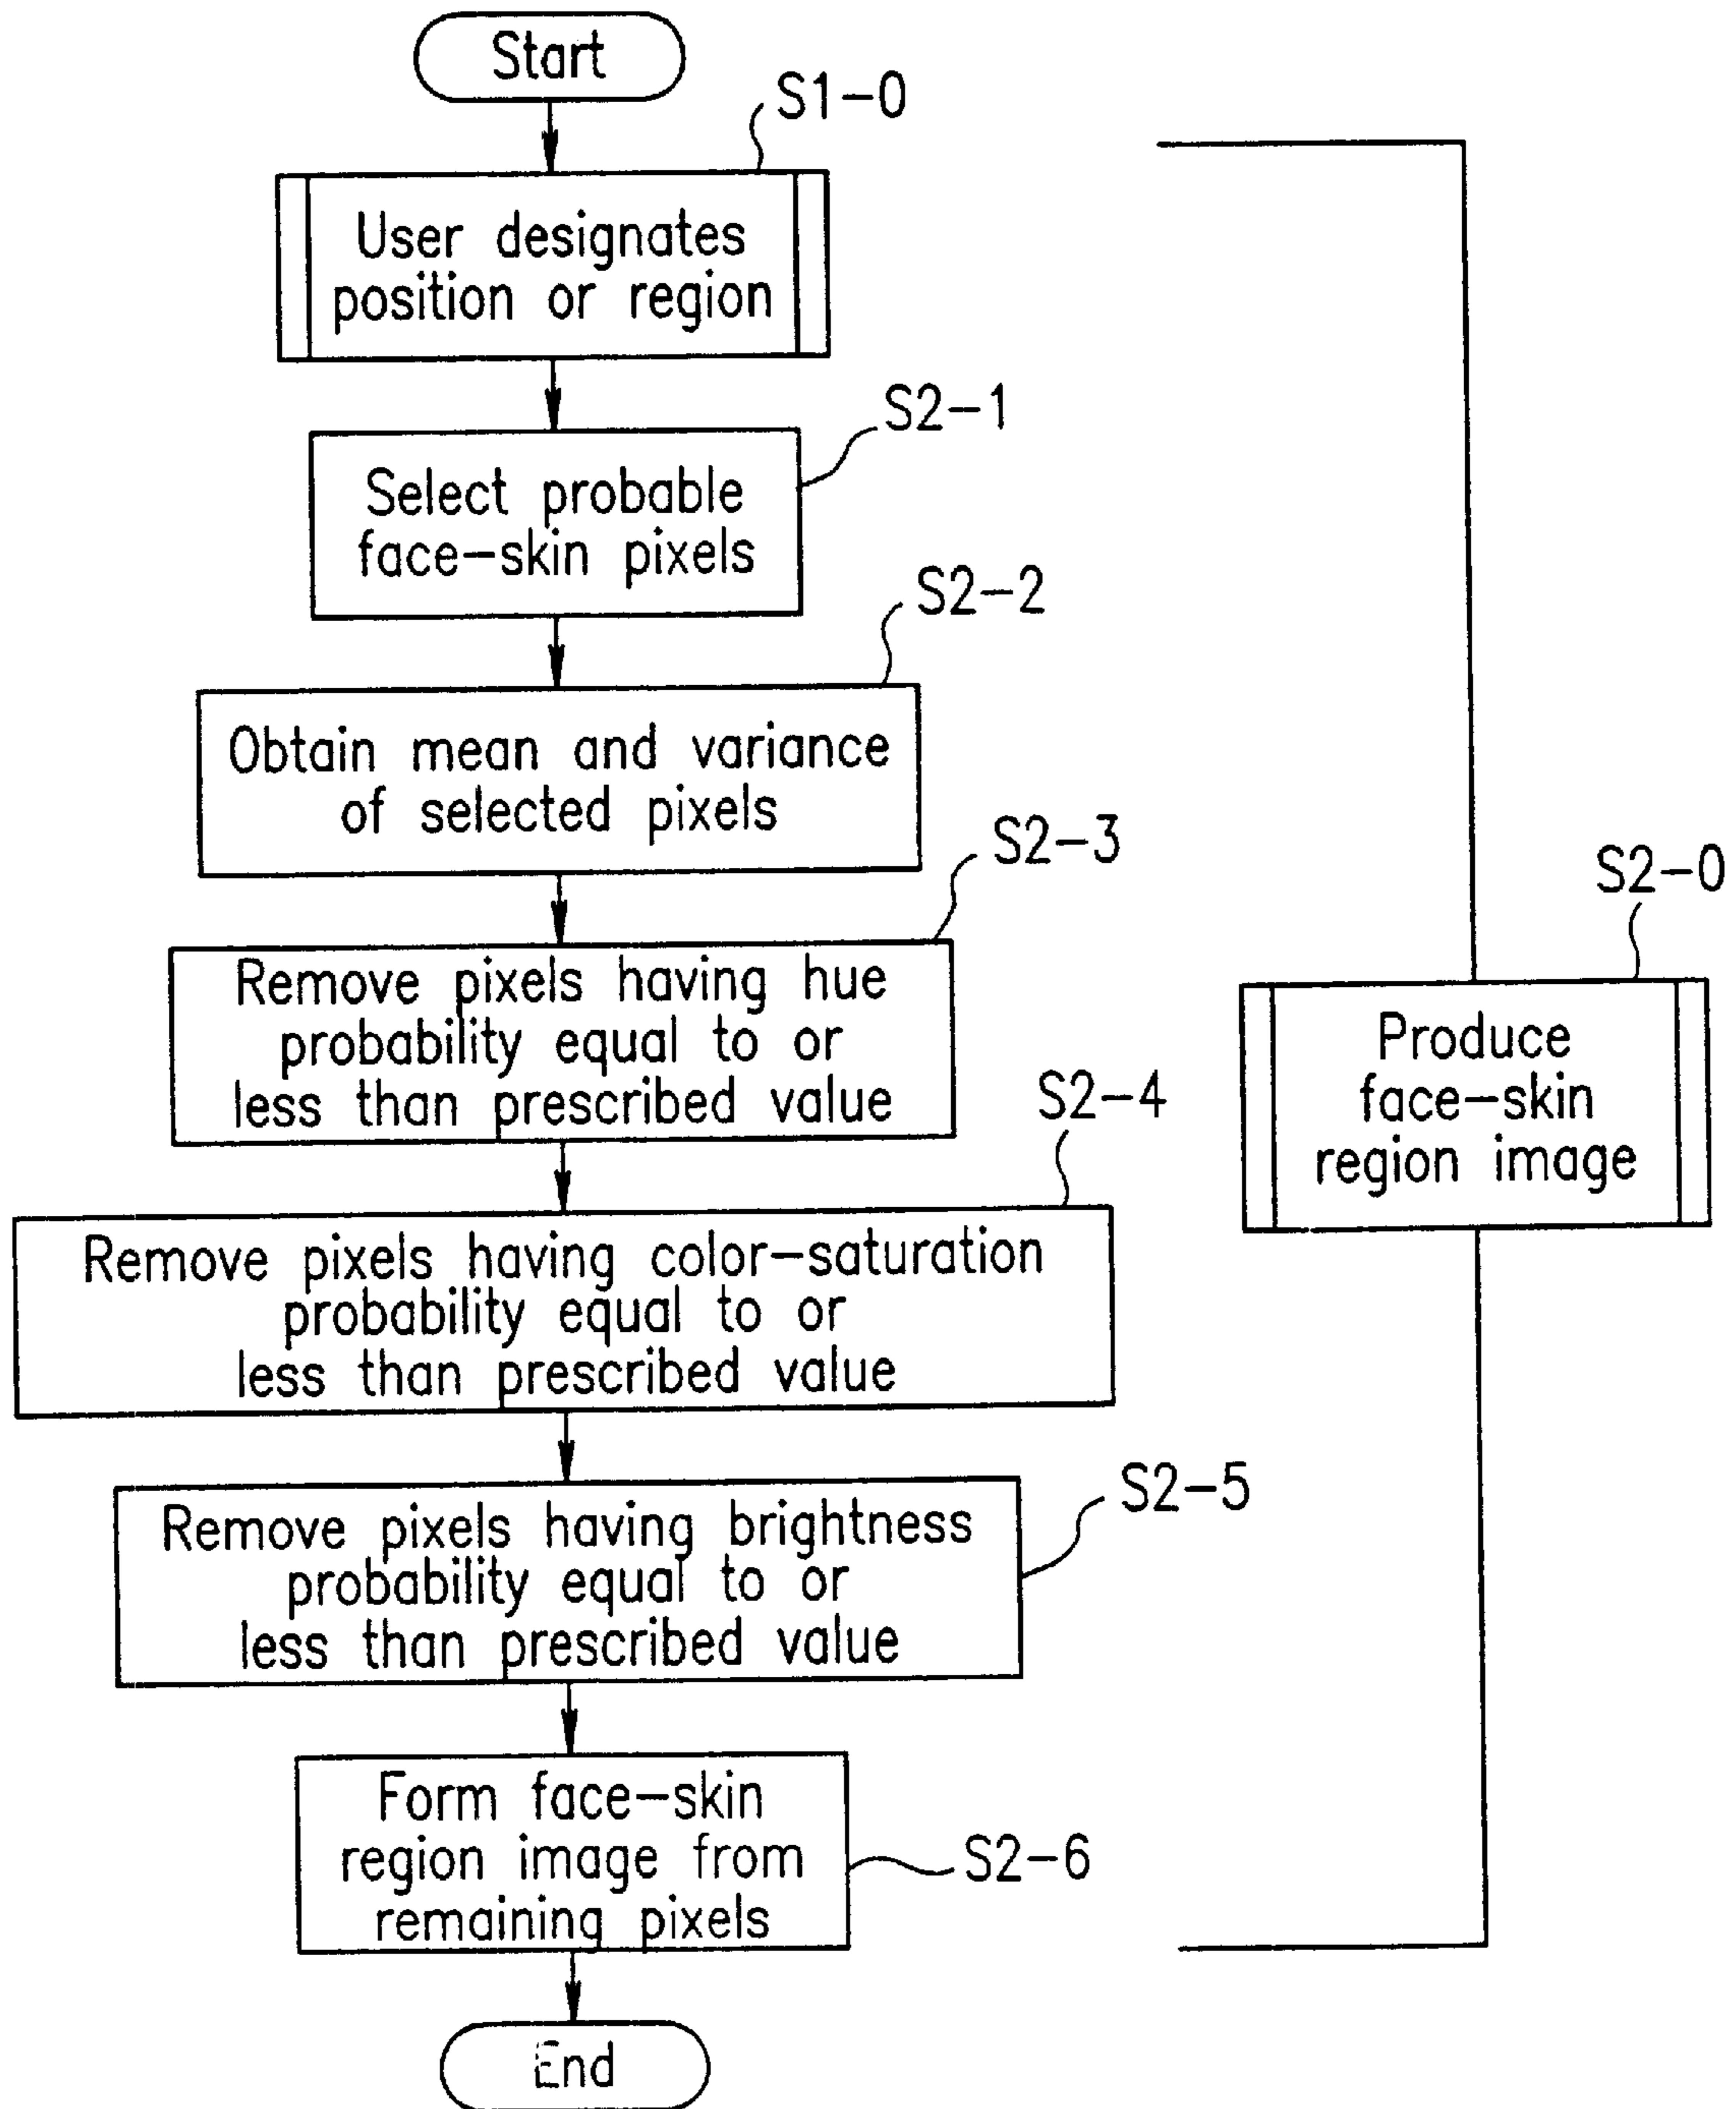 Start
S1-0
User designates
position or region
S2-1
Select probable
face-skin pixels
S2-2
Obtain mean and variance
of selected pixels
S2-3
Remove pixels having hue
probability equal to or
less than prescribed value
S2-4
Remove pixels having color-saturation
probability equal to or
less than prescribed value
S2-5
Remove pixels having brightness
probability equal to or
less than prescribed value
Form face-skin
region image from
remaining pixels
S2-6
End
S2-0
Produce
face-skin
region image